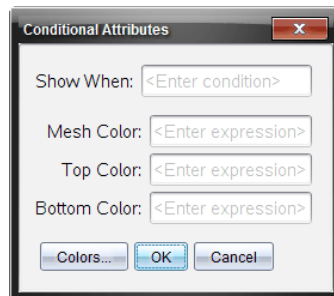 Conditional Attributes
x
Show When: <Enter condition>
Mesh Color: <Enter expression>
Top Color: <Enter expression>
Bottom Color: <Enter expression>
Colors... OK Cancel